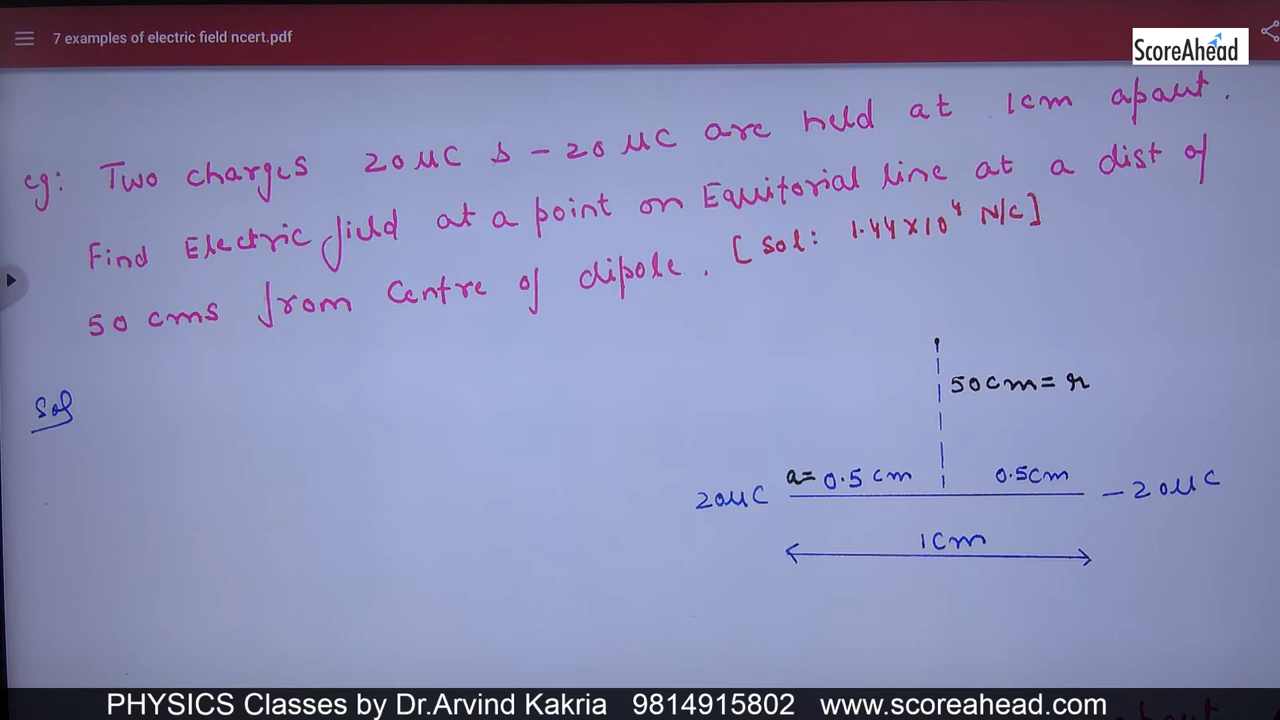 7 examples of electric field ncert.pdf
ScoreAhead
eg: Two charges 20 μC & -20 μC are held at 1cm apart.
Find Electric field at a point on Equitorial line at a dist of
50 cms from Centre of dipole. [Sol: 1.44×10⁴ N/C]
Sol
50cm = r
a= 0.5 cm 0.5cm
20μC -20μC
1cm
PHYSICS Classes by Dr.Arvind Kakria 9814915802 www.scoreahead.com